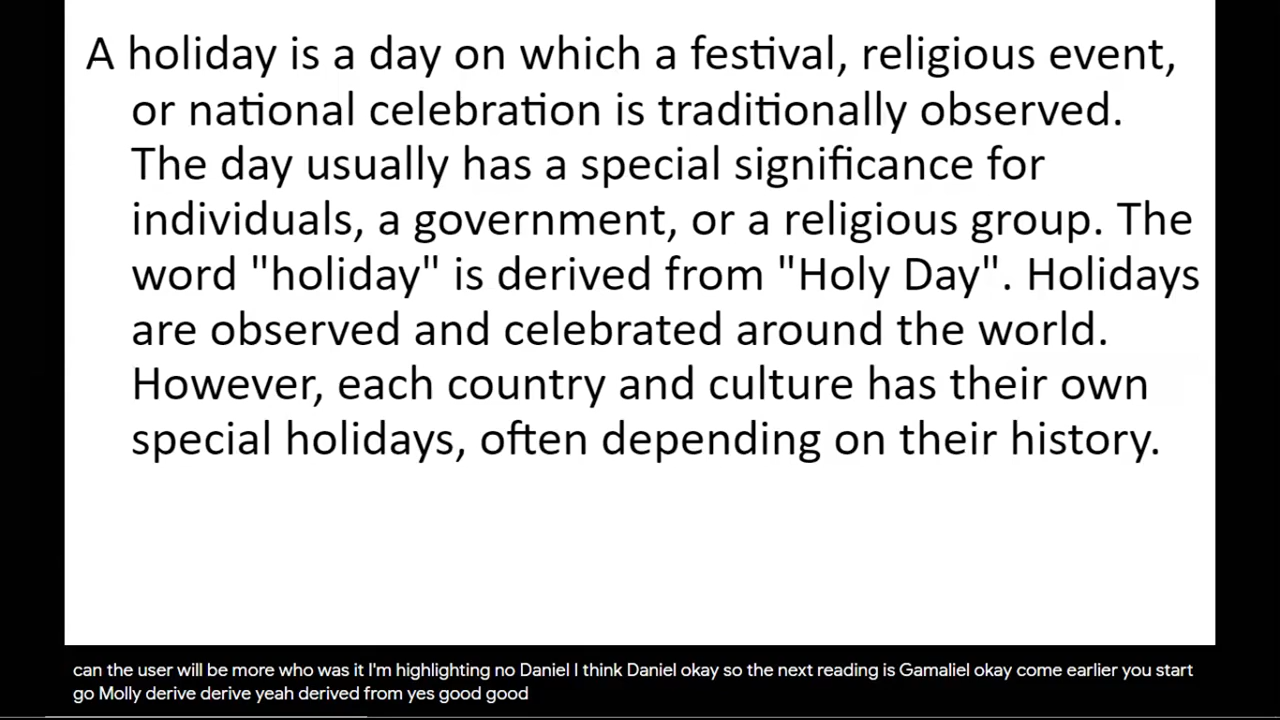 A holiday is a day on which a festival, religious event,
or national celebration is traditionally observed.
The day usually has a special significance for
individuals, a government, or a religious group. The
word "holiday" is derived from "Holy Day". Holidays
are observed and celebrated around the world.
However, each country and culture has their own
special holidays, often depending on their history.
can the user will be more who was it I'm highlighting no Daniel I think Daniel okay so the next reading is Gamaliel okay come earlier you start
go Molly derive derive yeah derived from yes good good